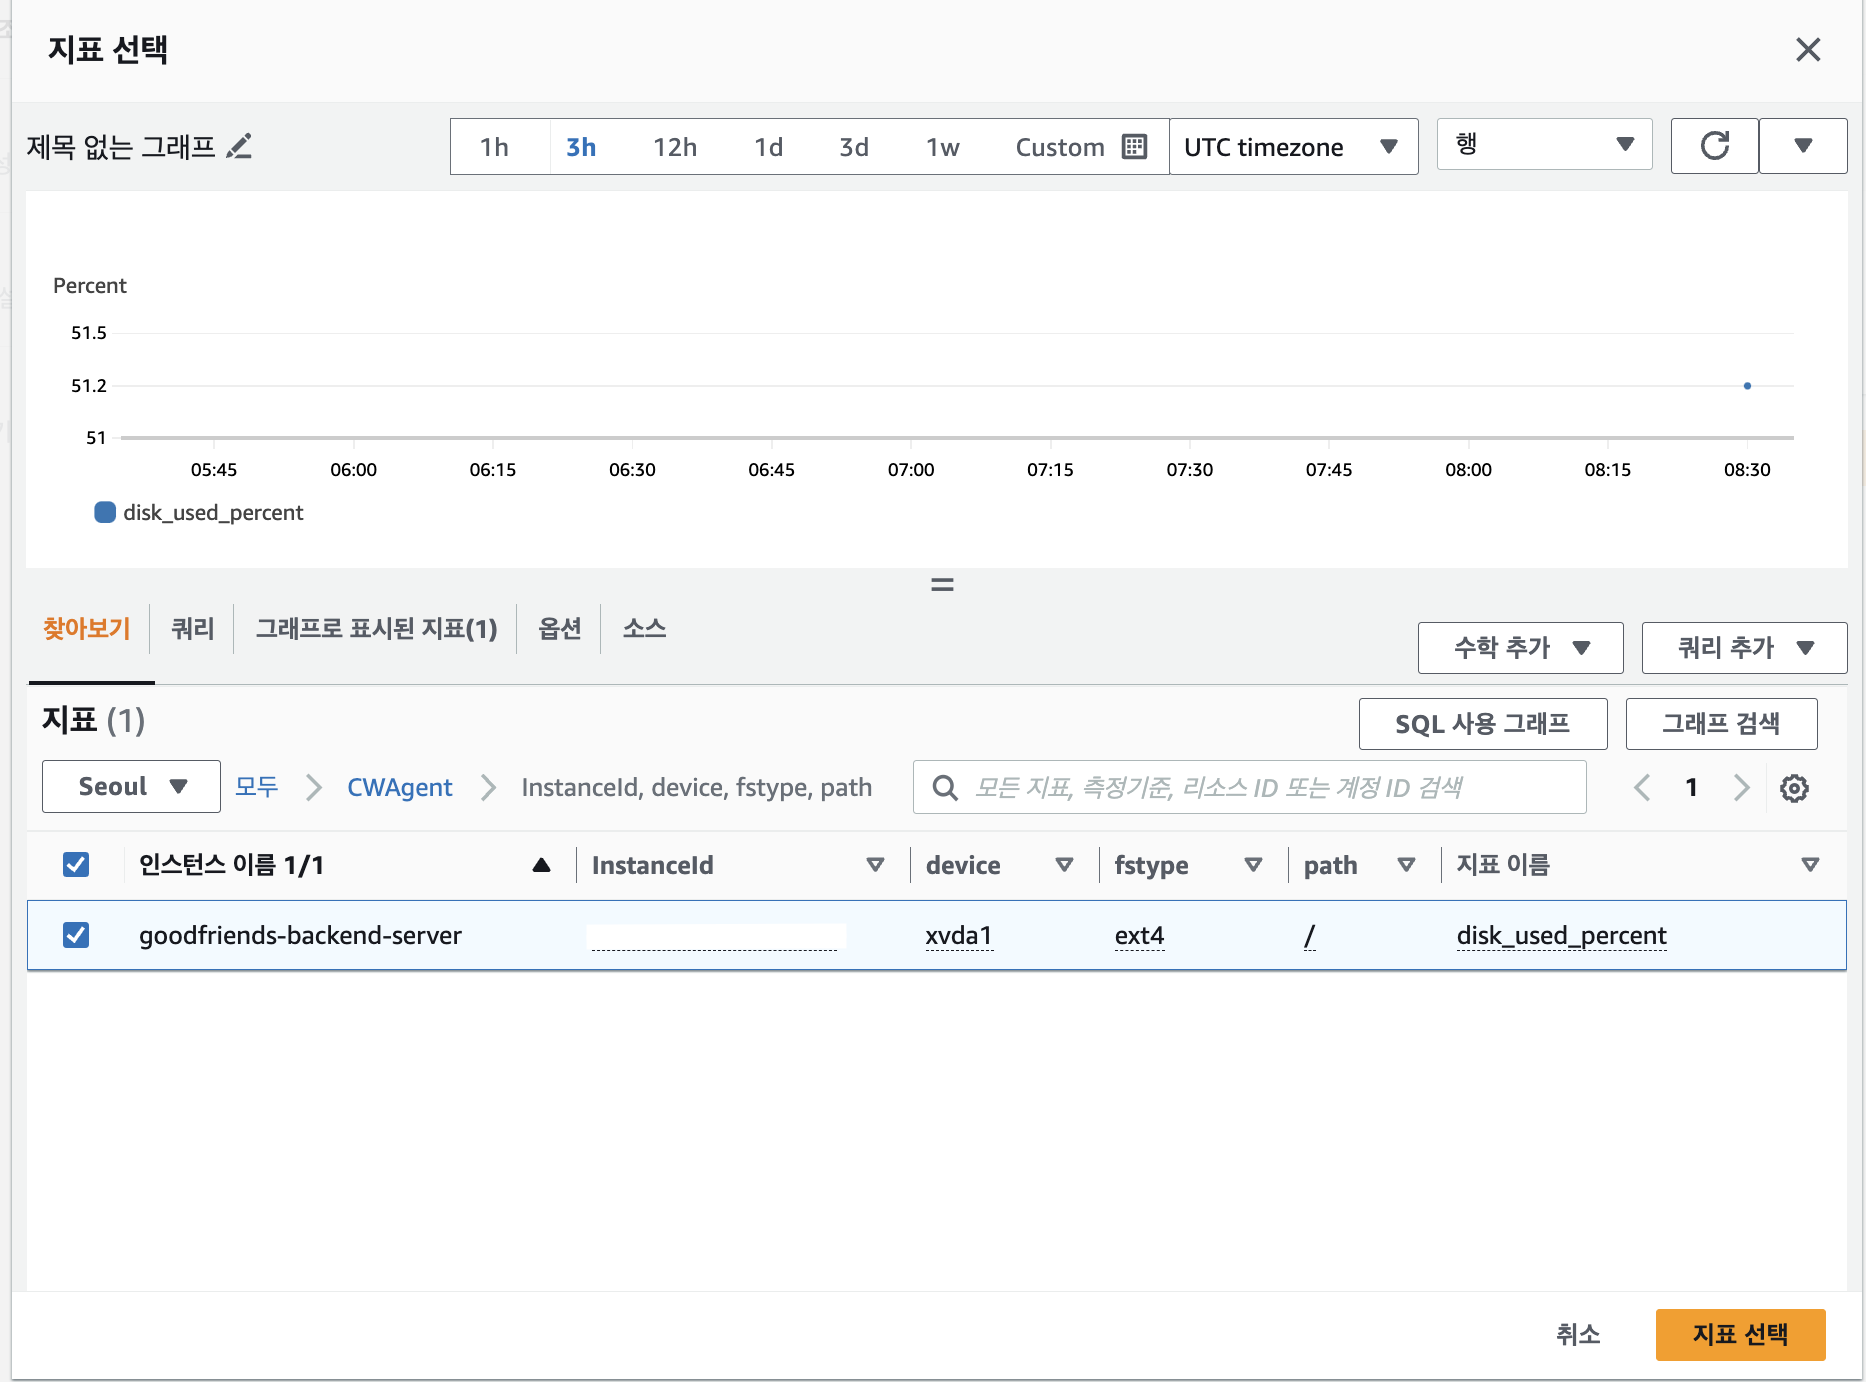 지표 선택
제목 없는 그래프
1h 3h 12h 1d 3d 1w Custom UTC timezone 행
Percent
51.5
51.2
51
05:45 06:00 06:15 06:30 06:45 07:00 07:15 07:30 07:45 08:00 08:15 08:30
disk_used_percent
찾아보기 쿼리 그래프로 표시된 지표(1) 옵션 소스
수학 추가 쿼리 추가
지표 (1)
SQL 사용 그래프 그래프 검색
Seoul 모두 CWAgent InstanceId, device, fstype, path 모든 지표, 측정기준, 리소스 ID 또는 계정 ID 검색 1
인스턴스 이름 1/1 InstanceId device fstype path 지표 이름
goodfriends-backend-server xvda1 ext4 / disk_used_percent
취소 지표 선택